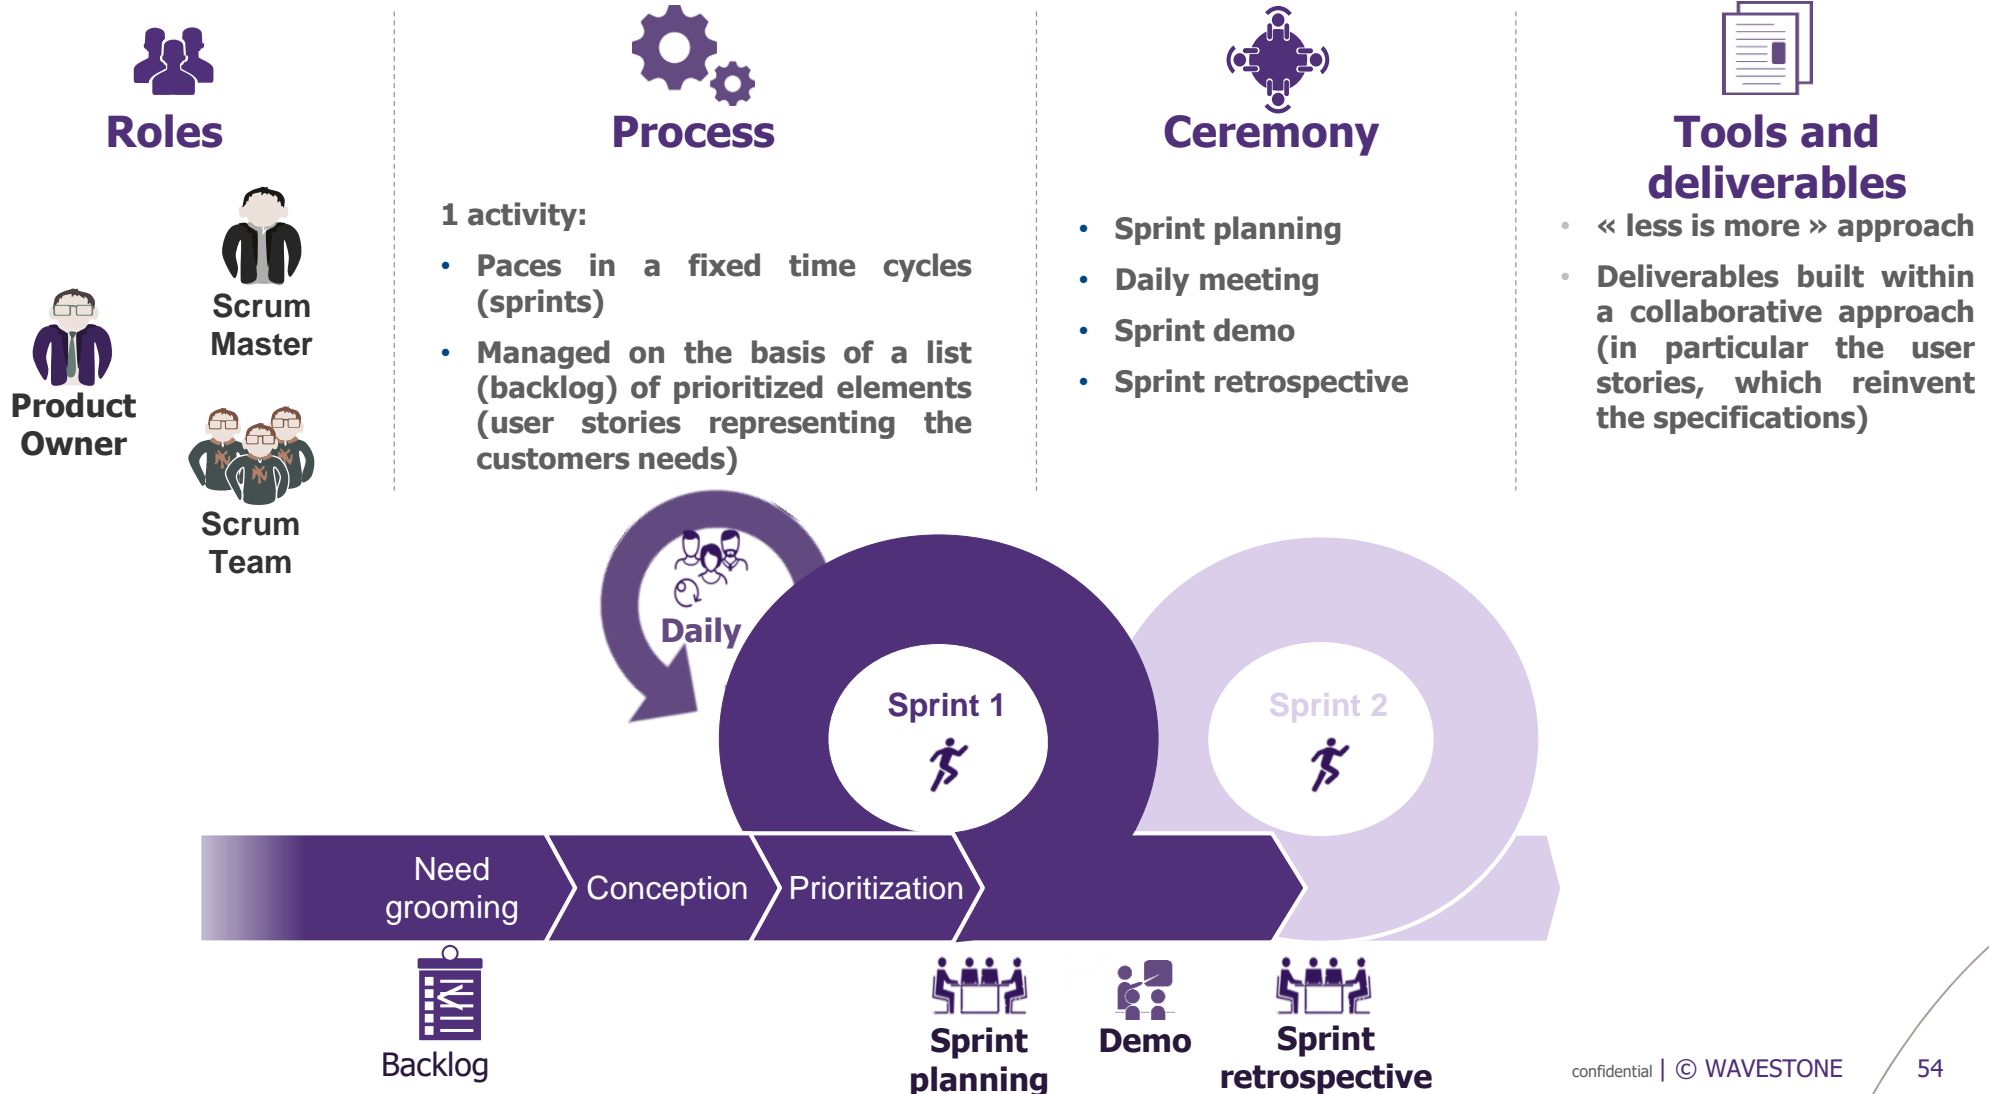 Roles
Scrum
Master
Product
Owner
Scrum
Team
Process
1 activity:
• Paces in a fixed time cycles
(sprints)
• Managed on the basis of a list
(backlog) of prioritized elements
(user stories representing the
customers needs)
Ceremony
• Sprint planning
• Daily meeting
• Sprint demo
• Sprint retrospective
Tools and
deliverables
• « less is more » approach
• Deliverables built within
a collaborative approach
(in particular the user
stories, which reinvent
the specifications)
Daily
Sprint 1
Sprint 2
Need
grooming
Conception
Prioritization
Backlog
Sprint
planning
Demo
Sprint
retrospective
confidential | © WAVESTONE 54